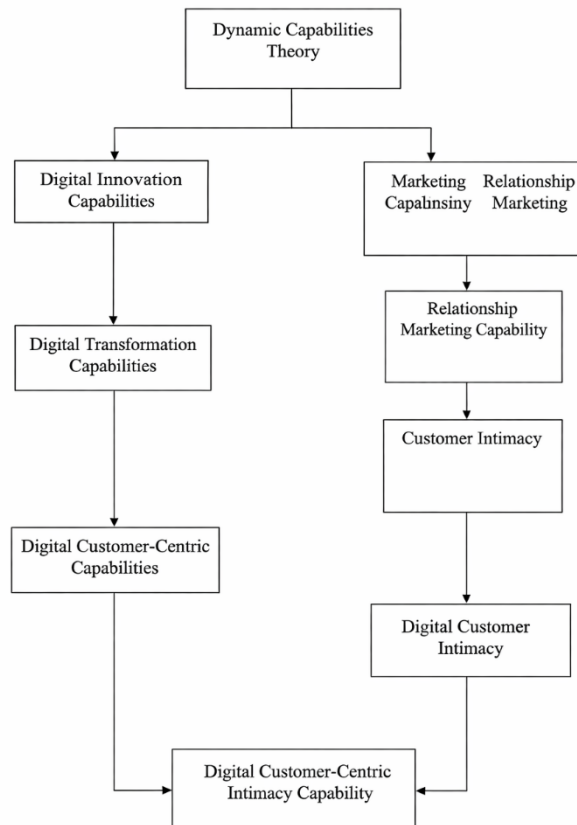 Dynamic Capabilities
Theory
Digital Innovation
Capabilities
Marketing Relationship
Capalınsiny Marketing
Relationship
Marketing Capability
Digital Transformation
Capabilities
Customer Intimacy
Digital Customer-Centric
Capabilities
Digital Customer
Intimacy
Digital Customer-Centric
Intimacy Capability